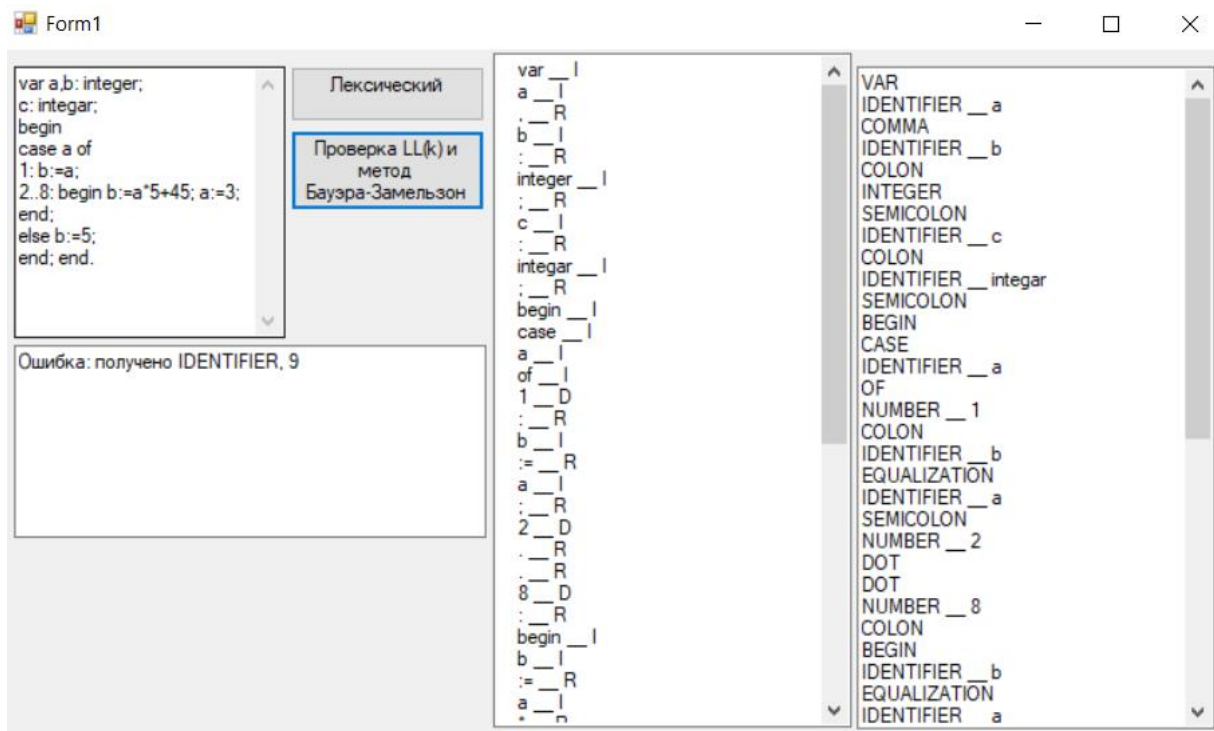 Form1
var a,b: integer;
c: integar;
begin
case a of
1: b:=a;
2..8: begin b:=a*5+45; a:=3;
end;
else b:=5;
end; end.
Лексический
Проверка LL(k) и
метод
Бауэра-Замельзон
Ошибка: получено IDENTIFIER, 9
var __ I
a __ I
, __ R
b __ I
: __ R
integer __ I
; __ R
c __ I
: __ R
integar __ I
; __ R
begin __ I
case __ I
a __ I
of __ I
1 __ D
: __ R
b __ I
:= __ R
a __ I
; __ R
2 __ D
. __ R
. __ R
8 __ D
: __ R
begin __ I
b __ I
:= __ R
a __ I
* __ R
VAR
IDENTIFIER __ a
COMMA
IDENTIFIER __ b
COLON
INTEGER
SEMICOLON
IDENTIFIER __ c
COLON
IDENTIFIER __ integar
SEMICOLON
BEGIN
CASE
IDENTIFIER __ a
OF
NUMBER __ 1
COLON
IDENTIFIER __ b
EQUALIZATION
IDENTIFIER __ a
SEMICOLON
NUMBER __ 2
DOT
DOT
NUMBER __ 8
COLON
BEGIN
IDENTIFIER __ b
EQUALIZATION
IDENTIFIER __ a